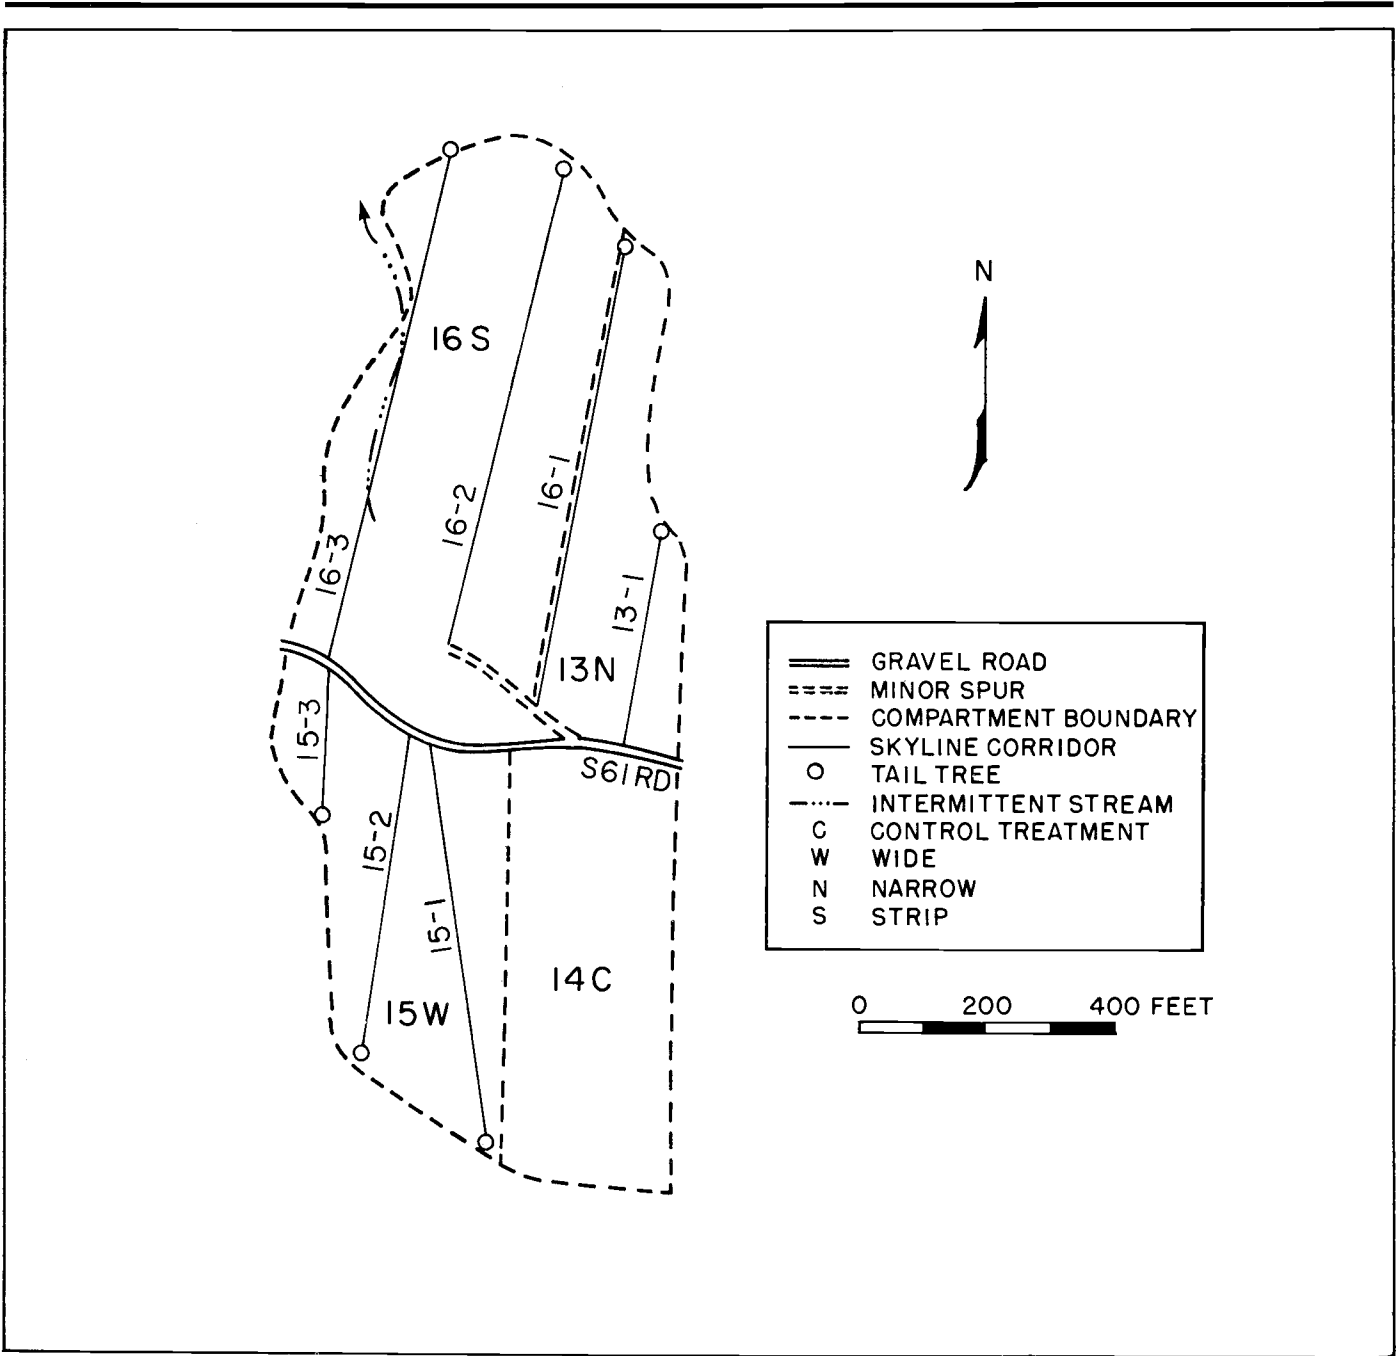 N
16S
16-1
16-2
16-3
13-1
13N
15-3
S61 RD
15-2
15-1
14C
15W
GRAVEL ROAD
MINOR SPUR
COMPARTMENT BOUNDARY
SKYLINE CORRIDOR
TAIL TREE
INTERMITTENT STREAM
C CONTROL TREATMENT
W WIDE
N NARROW
S STRIP
0 200 400 FEET